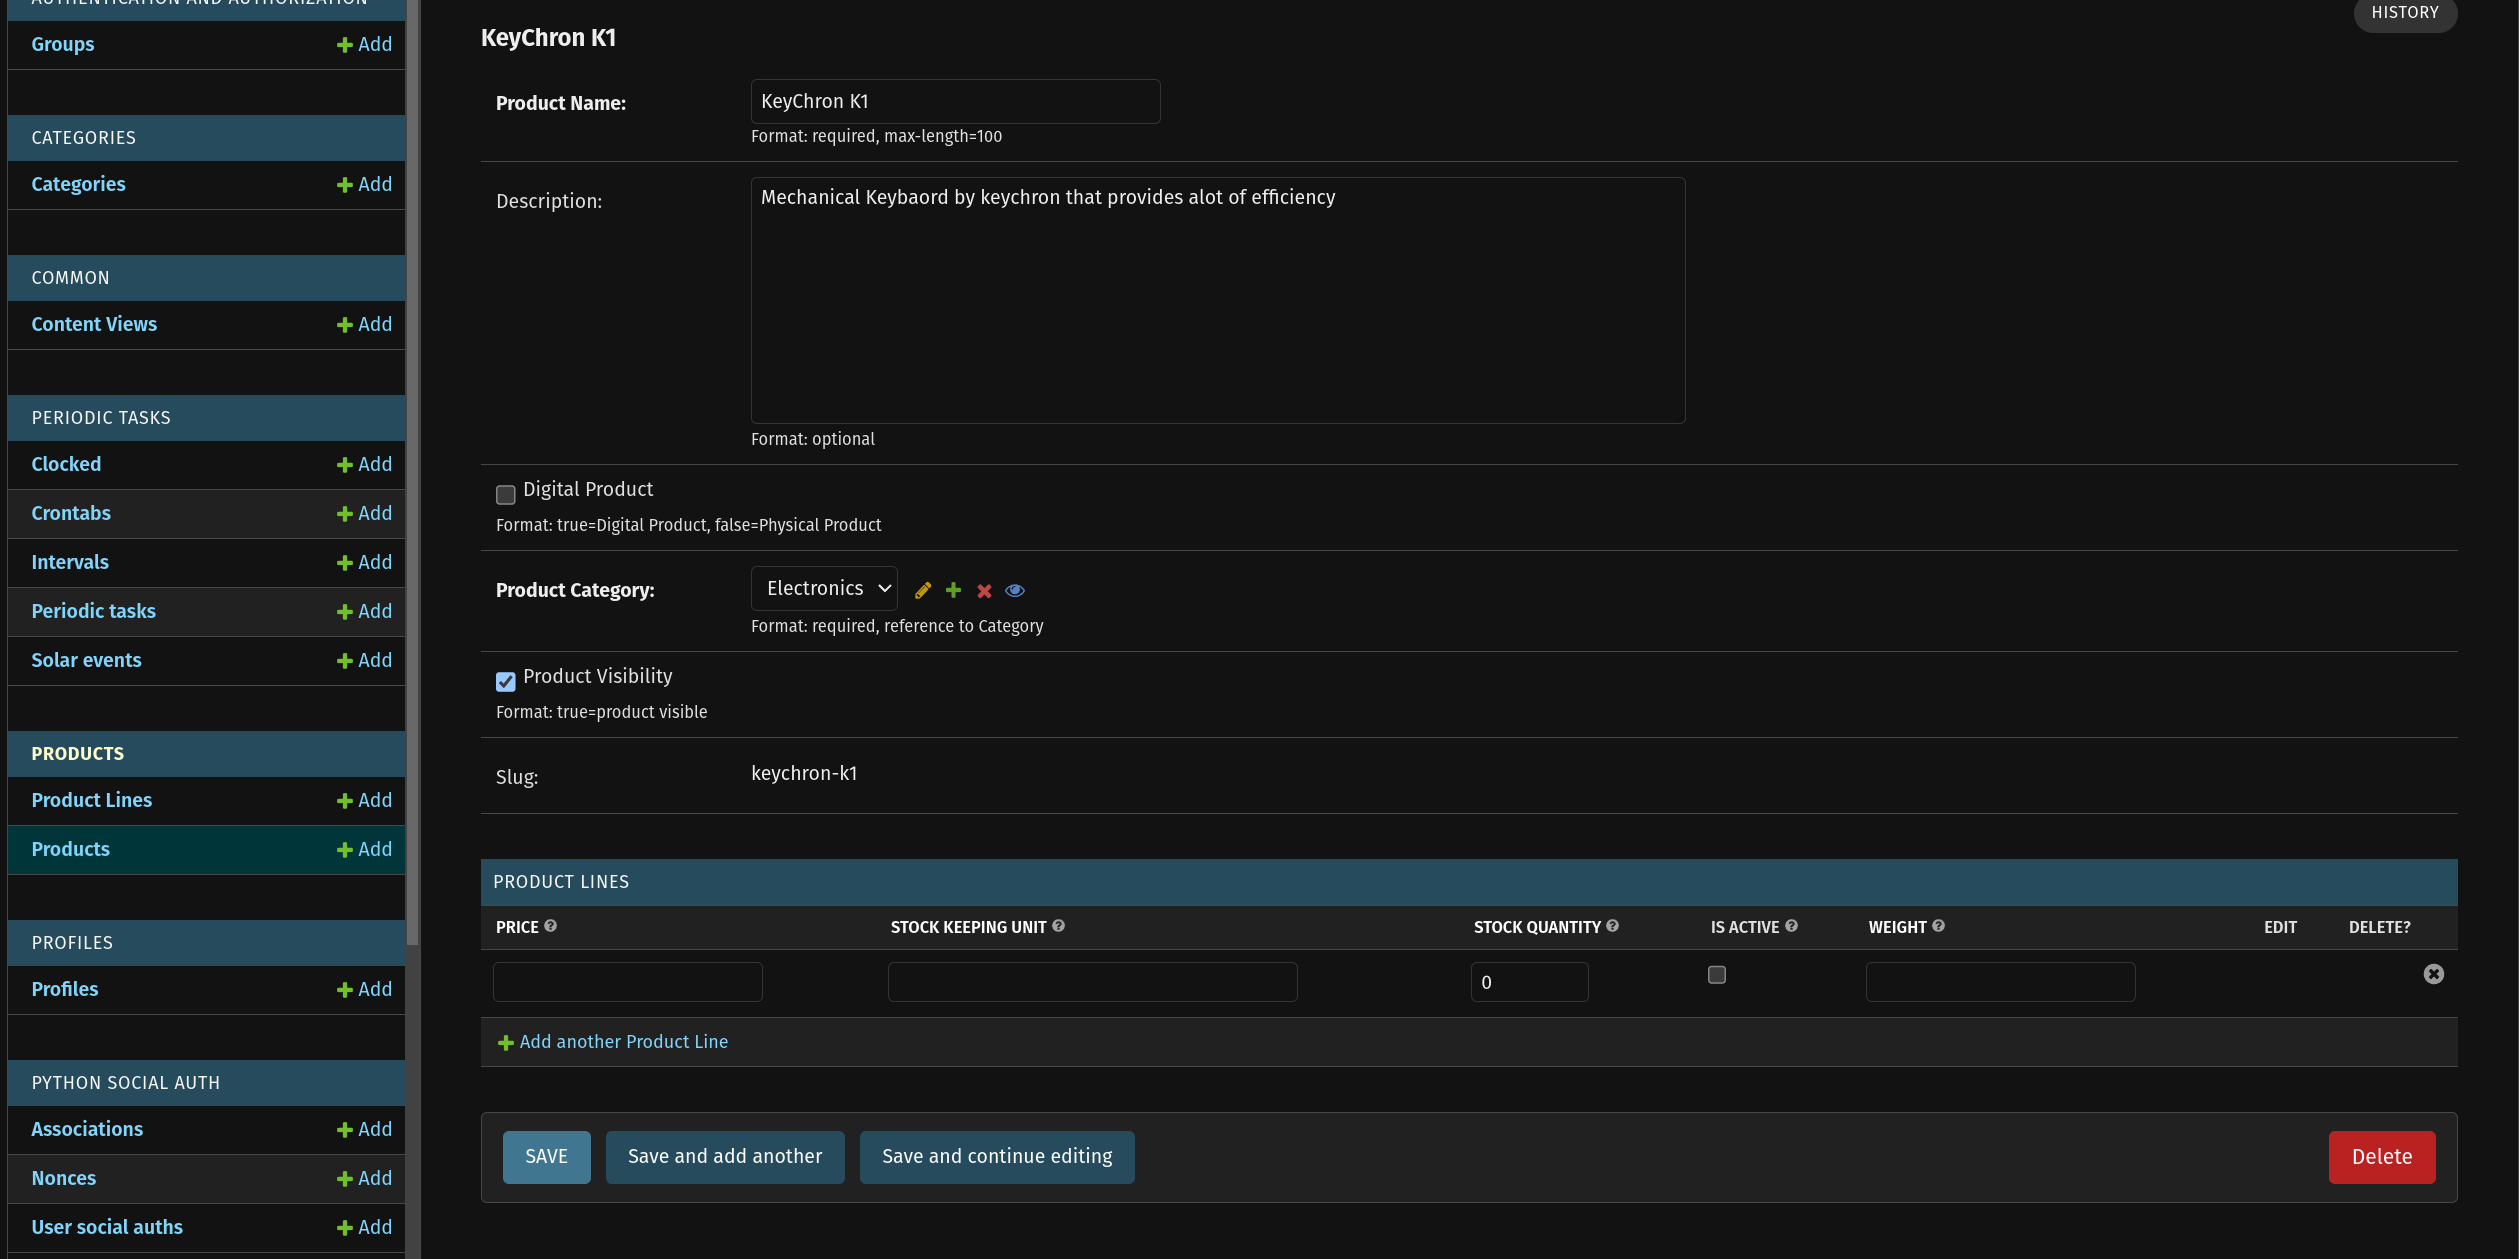 AUTHENTICATION AND AUTHORIZATION
Groups Add
CATEGORIES
Categories Add
COMMON
Content Views Add
PERIODIC TASKS
Clocked Add
Crontabs Add
Intervals Add
Periodic tasks Add
Solar events Add
PRODUCTS
Product Lines Add
Products Add
PROFILES
Profiles Add
PYTHON SOCIAL AUTH
Associations Add
Nonces Add
User social auths Add
HISTORY
KeyChron K1
Product Name: KeyChron K1
Format: required, max-length=100
Description: Mechanical Keybaord by keychron that provides alot of efficiency
Format: optional
Digital Product
Format: true=Digital Product, false=Physical Product
Product Category: Electronics
Format: required, reference to Category
Product Visibility
Format: true=product visible
Slug: keychron-k1
PRODUCT LINES
PRICE ? STOCK KEEPING UNIT ? STOCK QUANTITY ? IS ACTIVE ? WEIGHT ? EDIT DELETE?
0
Add another Product Line
SAVE Save and add another Save and continue editing Delete